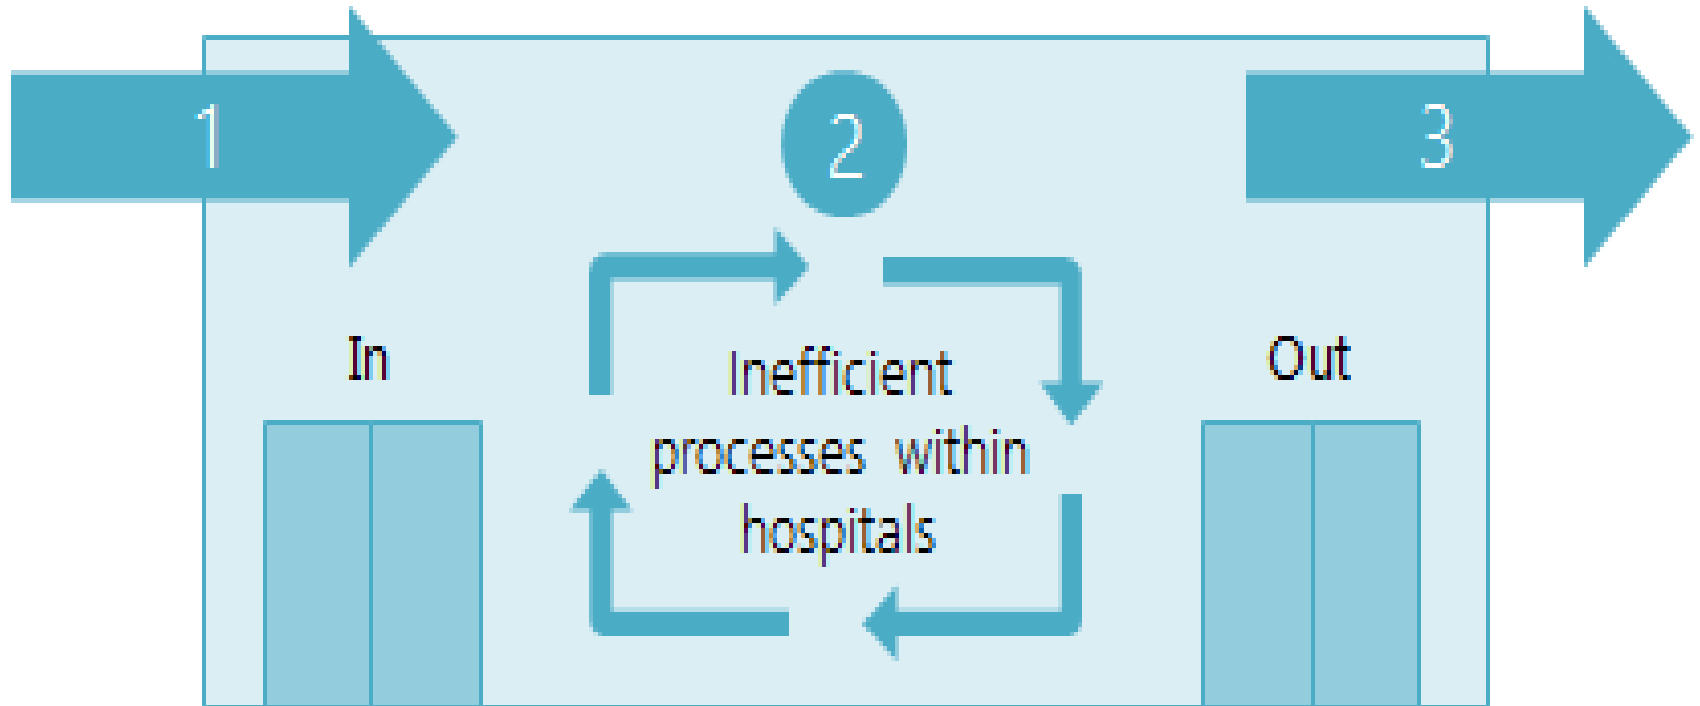 1
2
3
In
Out
Inefficient
processes within
hospitals